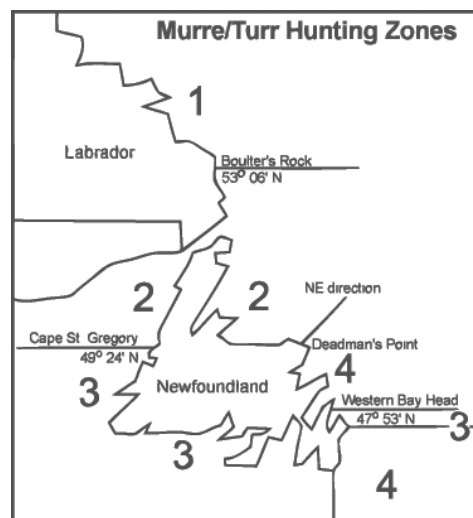 Murre/Turr Hunting Zones
1
Labrador
Boulter's Rock
53° 06' N
2
2
NE direction
Cape St Gregory
49° 24' N
Deadman's Point
4
3
Newfoundland
Western Bay Head
47° 53' N
3
3
4